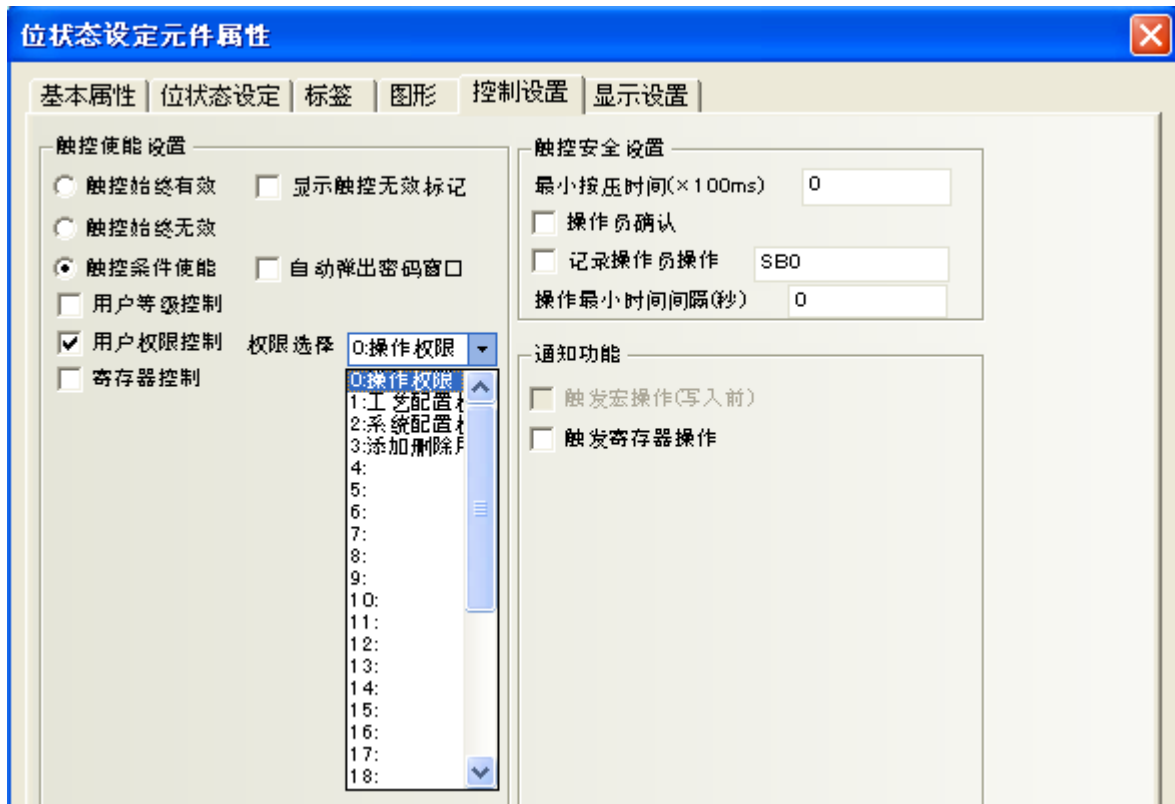 位状态设定元件属性
基本属性 位状态设定 标签 图形 控制设置 显示设置
触控使能设置
触控始终有效 显示触控无效标记
触控始终无效
触控条件使能 自动弹出密码窗口
用户等级控制
用户权限控制 权限选择 0:操作权限
寄存器控制
0:操作权限
1:工艺配置
2:系统配置
3:添加删除
4:
5:
6:
7:
8:
9:
10:
11:
12:
13:
14:
15:
16:
17:
18:
触控安全设置
最小按压时间(×100ms) 0
操作员确认
记录操作员操作 SB0
操作最小时间间隔(秒) 0
通知功能
触发宏操作(写入前)
触发寄存器操作